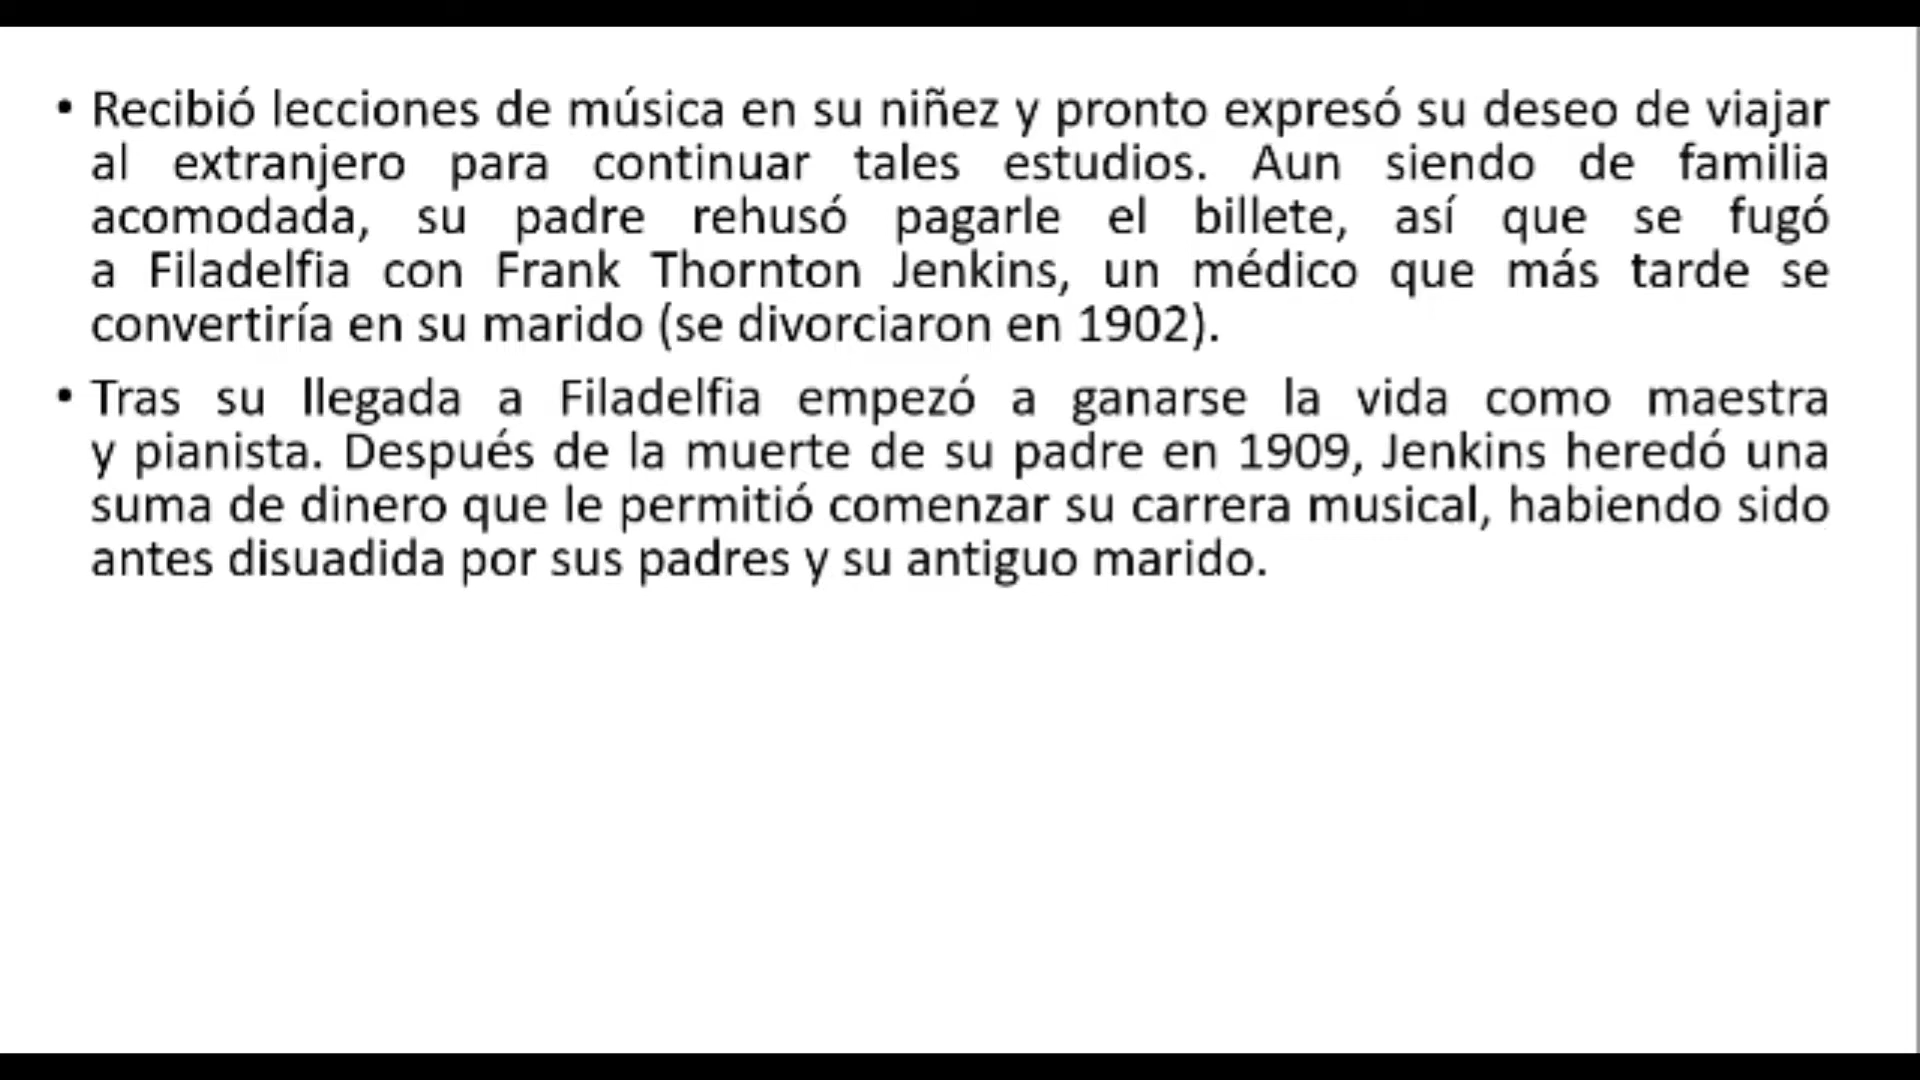 • Recibió lecciones de música en su niñez y pronto expresó su deseo de viajar
al extranjero para continuar tales estudios. Aun siendo de familia
acomodada, su padre rehusó pagarle el billete, así que se fugó
a Filadelfia con Frank Thornton Jenkins, un médico que más tarde se
convertiría en su marido (se divorciaron en 1902).
• Tras su llegada a Filadelfia empezó a ganarse la vida como maestra
y pianista. Después de la muerte de su padre en 1909, Jenkins heredó una
suma de dinero que le permitió comenzar su carrera musical, habiendo sido
antes disuadida por sus padres y su antiguo marido.